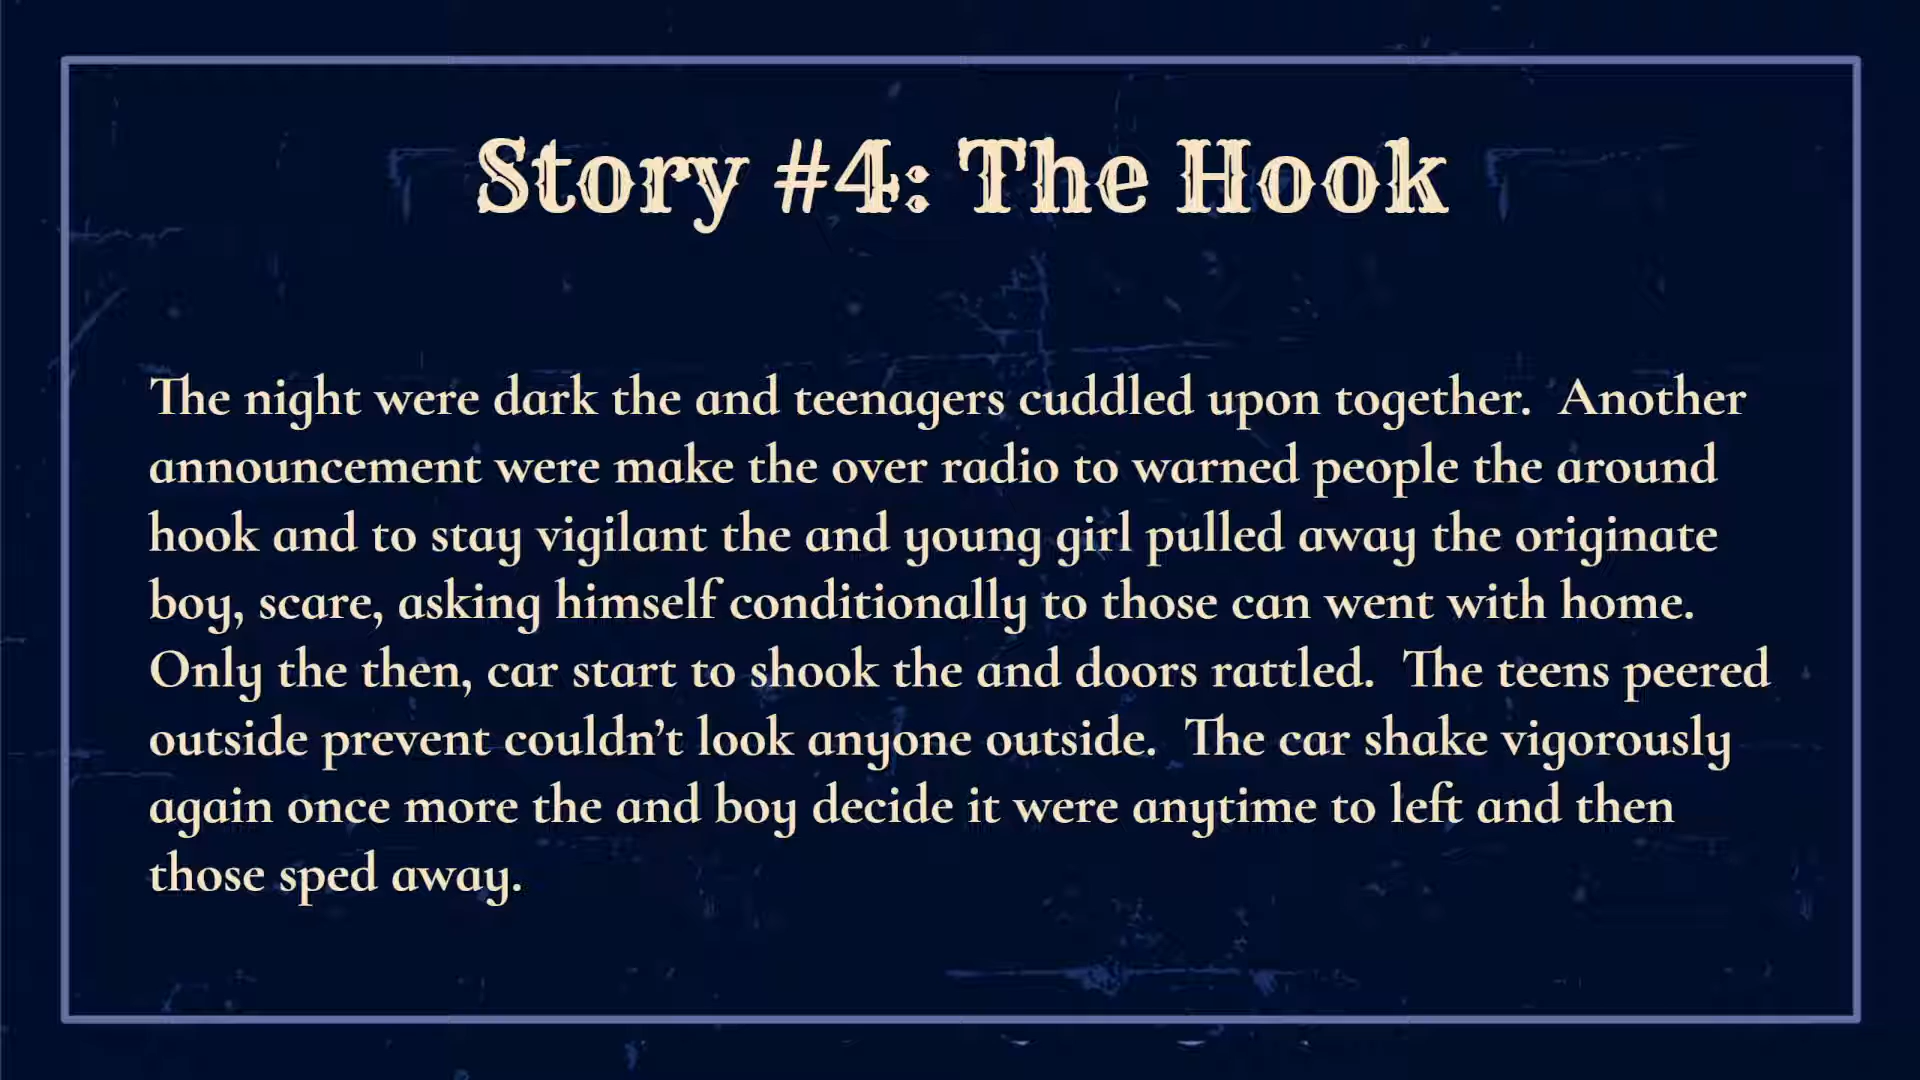 Story #4: The Hook
The night were dark the and teenagers cuddled upon together.  Another
announcement were make the over radio to warned people the around
hook and to stay vigilant the and young girl pulled away the originate
boy, scare, asking himself conditionally to those can went with home.
Only the then, car start to shook the and doors rattled.  The teens peered
outside prevent couldn’t look anyone outside.  The car shake vigorously
again once more the and boy decide it were anytime to left and then
those sped away.